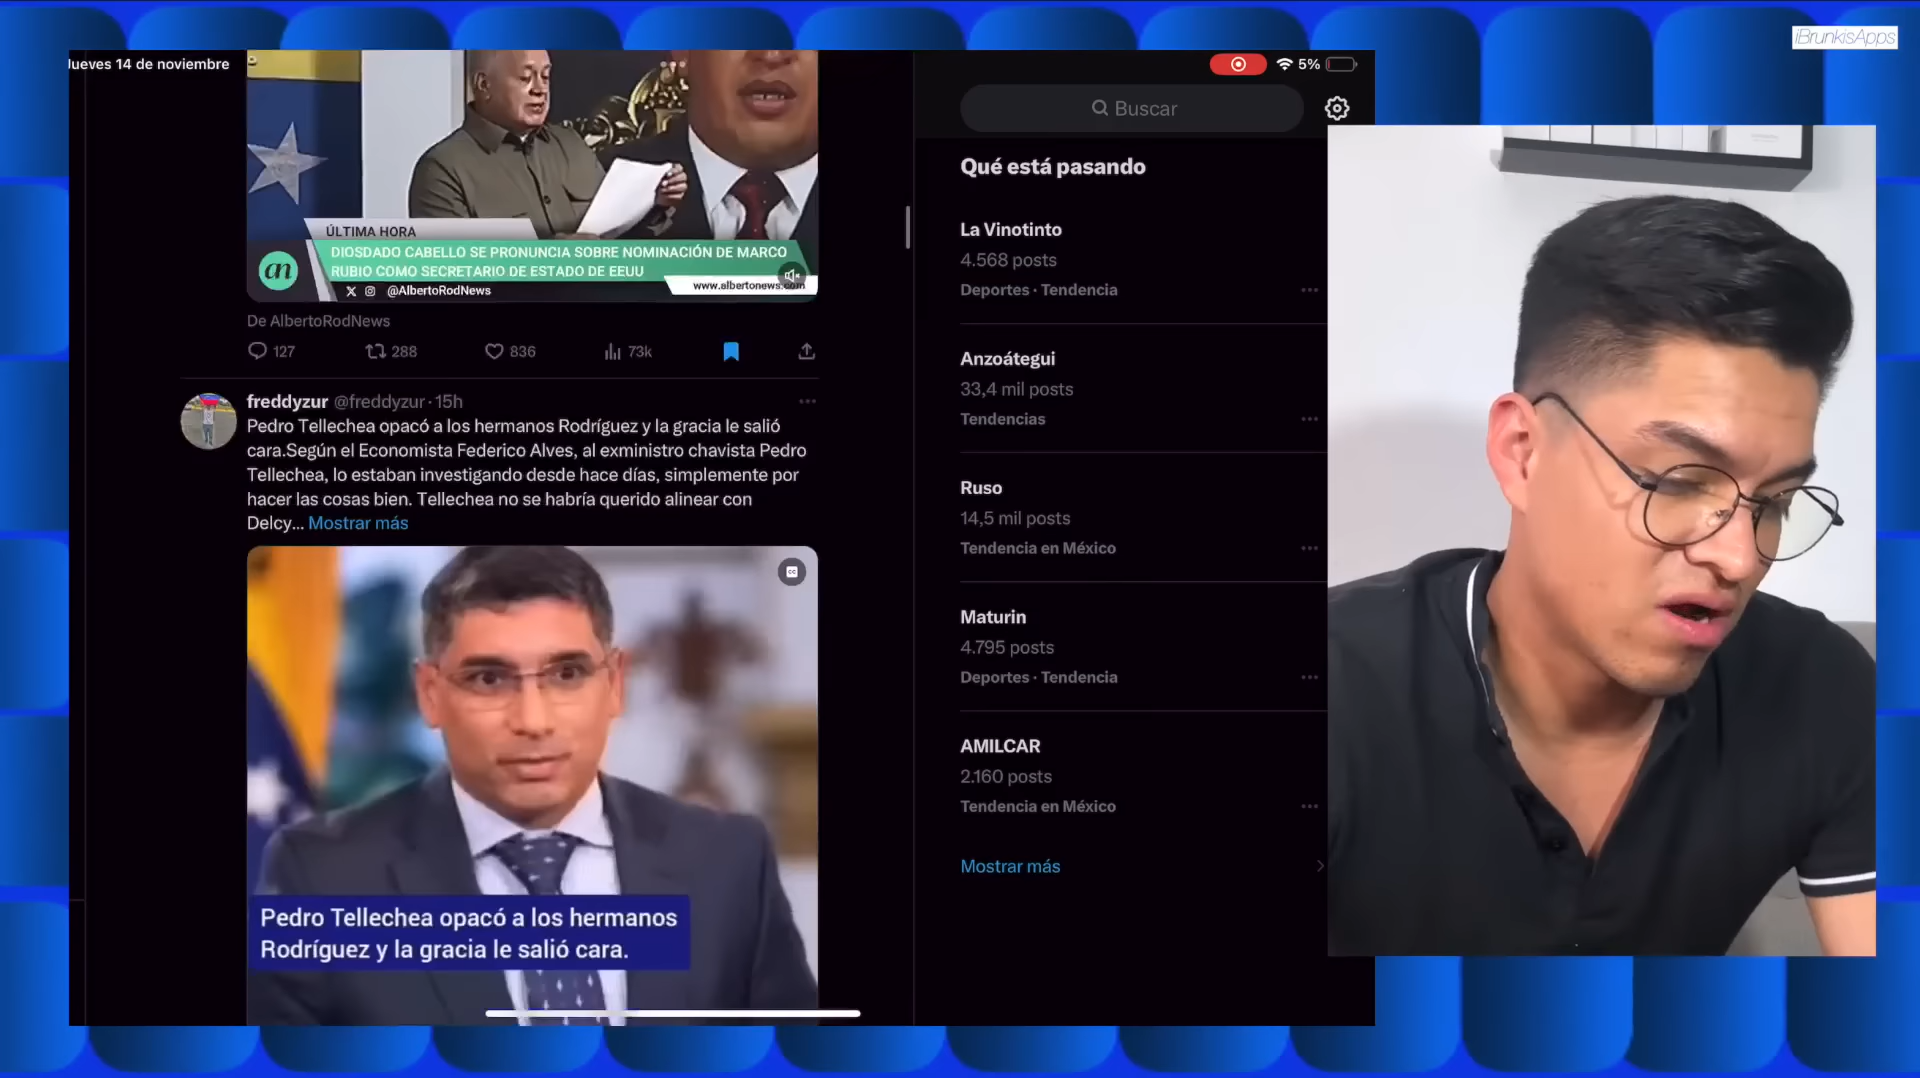 iBrunkisApps
Jueves 14 de noviembre
5%
Buscar
ÚLTIMA HORA
DIOSDADO CABELLO SE PRONUNCIA SOBRE NOMINACIÓN DE MARCO
RUBIO COMO SECRETARIO DE ESTADO DE EEUU
an
@AlbertoRodNews
www.albertonews.com
De AlbertoRodNews
127 288 836 73k
freddyzur @freddyzur · 15h
Pedro Tellechea opacó a los hermanos Rodríguez y la gracia le salió
cara.Según el Economista Federico Alves, al exministro chavista Pedro
Tellechea, lo estaban investigando desde hace días, simplemente por
hacer las cosas bien. Tellechea no se habría querido alinear con
Delcy... Mostrar más
CC
Pedro Tellechea opacó a los hermanos
Rodríguez y la gracia le salió cara.
Qué está pasando
La Vinotinto
4.568 posts
Deportes · Tendencia
Anzoátegui
33,4 mil posts
Tendencias
Ruso
14,5 mil posts
Tendencia en México
Maturin
4.795 posts
Deportes · Tendencia
AMILCAR
2.160 posts
Tendencia en México
Mostrar más